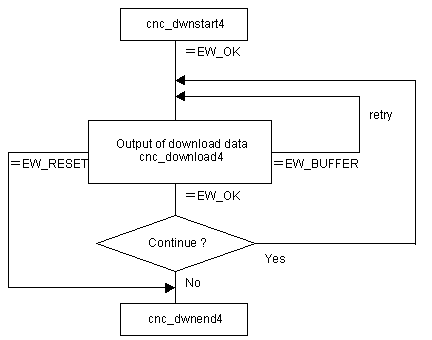 cnc_dwnstart4
=EW_OK
retry
Output of download data
cnc_download4
=EW_RESET
=EW_BUFFER
=EW_OK
Continue ?
Yes
No
cnc_dwnend4